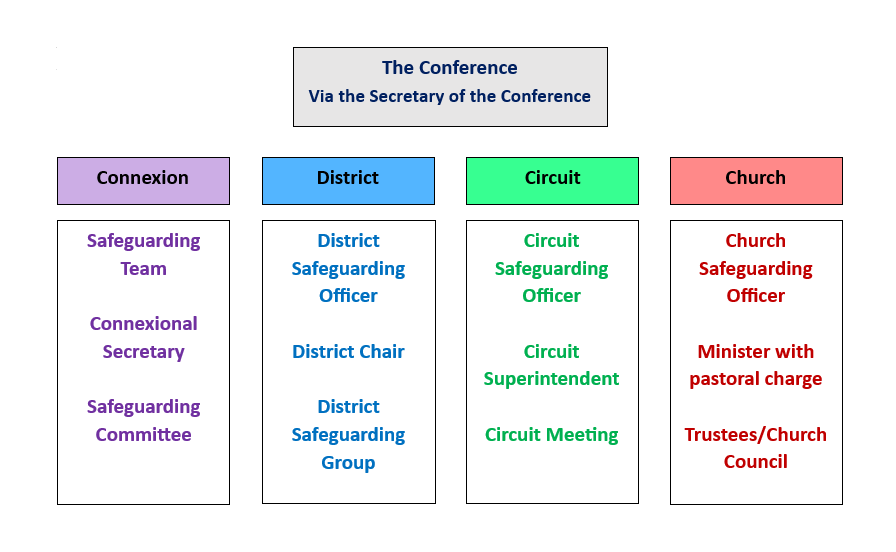 The Conference
Via the Secretary of the Conference
Connexion
District
Circuit
Church
Safeguarding
Team
Connexional
Secretary
Safeguarding
Committee
District
Safeguarding
Officer
District Chair
District
Safeguarding
Group
Circuit
Safeguarding
Officer
Circuit
Superintendent
Circuit Meeting
Church
Safeguarding
Officer
Minister with
pastoral charge
Trustees/Church
Council